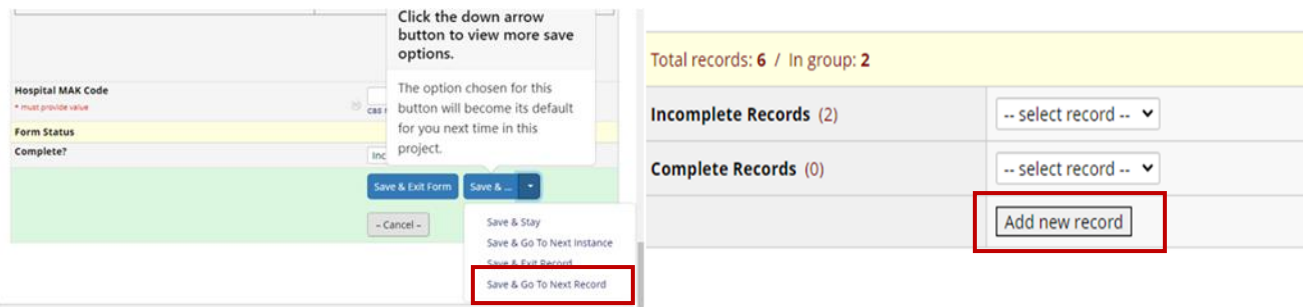 Click the down arrow
button to view more save
options.
The option chosen for this
button will become its default
for you next time in this
project.
Hospital MAK Code
* must provide value
Form Status
Complete?
Save & Exit Form
Save & ...
- Cancel -
Save & Stay
Save & Go To Next Instance
Save & Exit Record
Save & Go To Next Record
Total records: 6 / In group: 2
Incomplete Records (2)
-- select record --
Complete Records (0)
-- select record --
Add new record